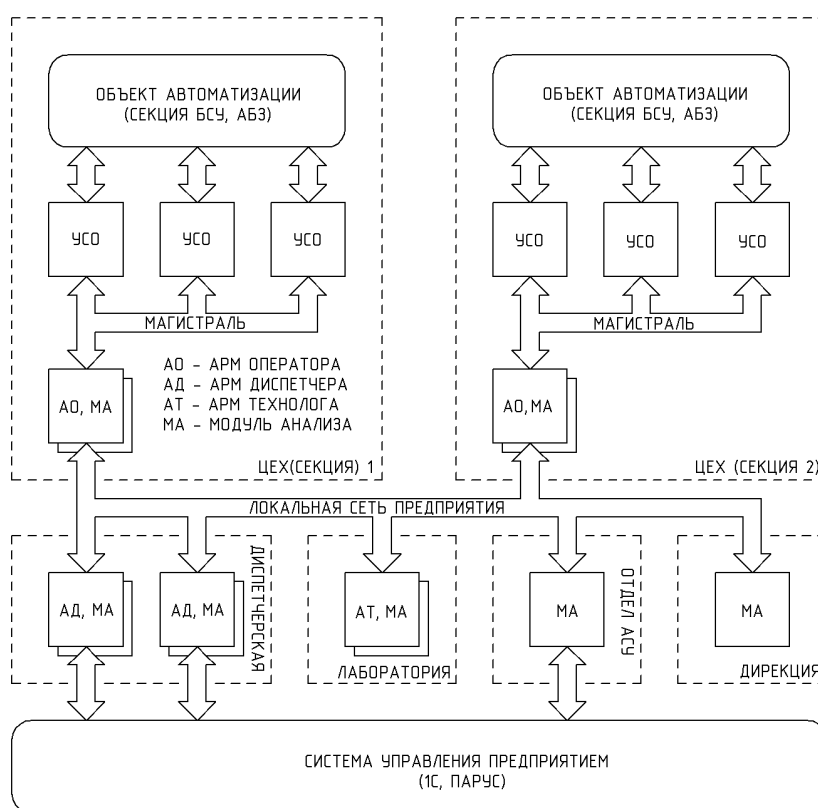 ОБЪЕКТ АВТОМАТИЗАЦИИ
(СЕКЦИЯ БСУ, АБЗ)
ОБЪЕКТ АВТОМАТИЗАЦИИ
(СЕКЦИЯ БСУ, АБЗ)
УСО
УСО
УСО
УСО
УСО
УСО
МАГИСТРАЛЬ
МАГИСТРАЛЬ
АО - АРМ ОПЕРАТОРА
АД - АРМ ДИСПЕТЧЕРА
АТ - АРМ ТЕХНОЛОГА
МА - МОДУЛЬ АНАЛИЗА
АО, МА
АО, МА
ЦЕХ(СЕКЦИЯ) 1
ЦЕХ (СЕКЦИЯ 2)
ЛОКАЛЬНАЯ СЕТЬ ПРЕДПРИЯТИЯ
АД, МА
АД, МА
ДИСПЕТЧЕРСКАЯ
АТ, МА
ЛАБОРАТОРИЯ
МА
ОТДЕЛ АСУ
МА
ДИРЕКЦИЯ
СИСТЕМА УПРАВЛЕНИЯ ПРЕДПРИЯТИЕМ
(1С, ПАРУС)